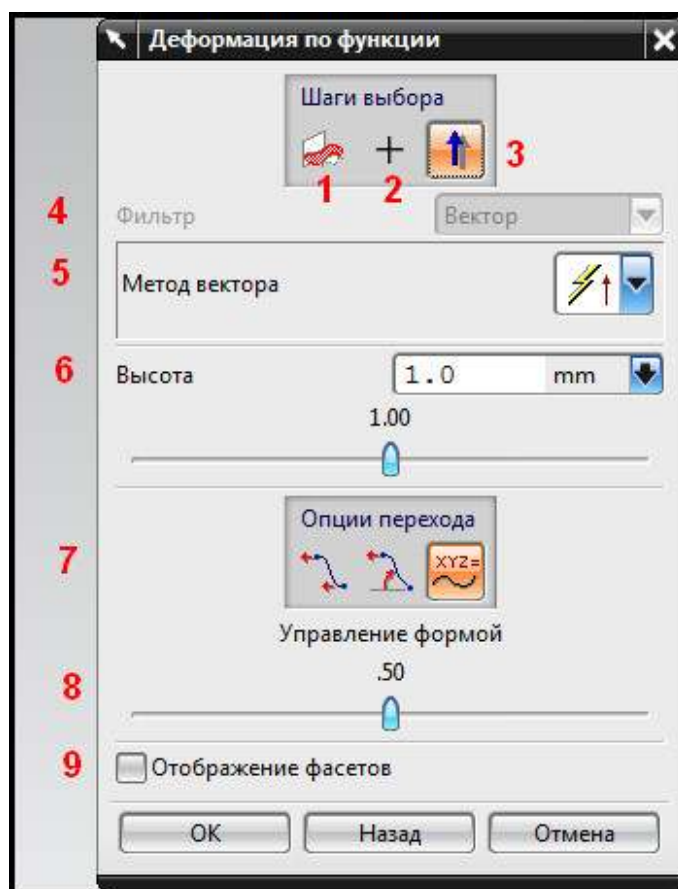 Деформация по функции
Шаги выбора
1 2 3
4 Фильтр Вектор
5 Метод вектора
6 Высота 1.0 mm
1.00
Опции перехода
7 XYZ=
Управление формой
.50
8
9 Отображение фасетов
OK Назад Отмена